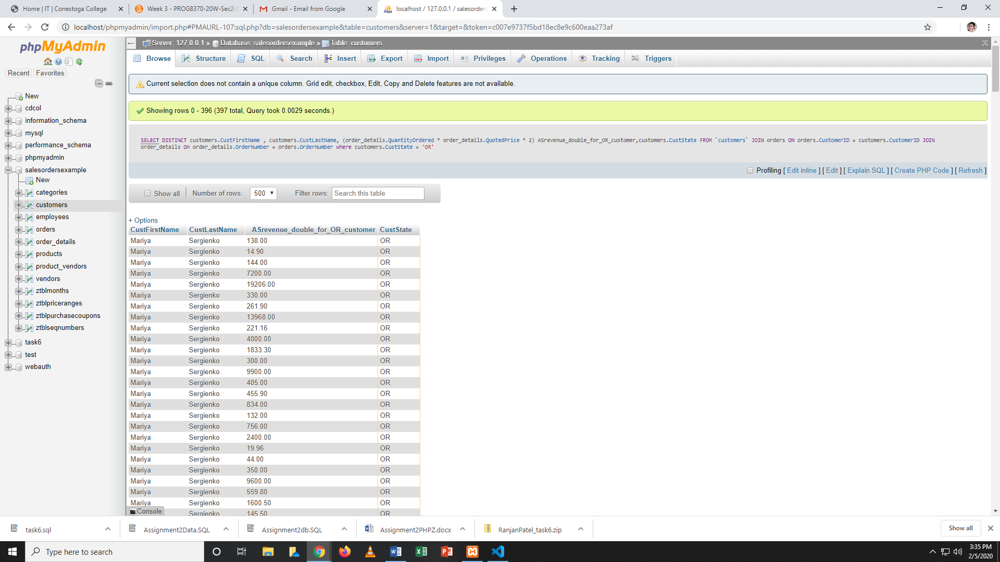 Home | IT | Conestoga College
Week 3 - PROG8370-20W-Sec2-
Gmail - Email from Google
localhost / 127.0.0.1 / salesorders
localhost/phpmyadmin/import.php#PMAURL-107:sql.php?db=salesordersexample&table=customers&server=1&target=&token=c007e9737f5bd18ec8e9c600eaa273af
phpMyAdmin
Recent Favorites
New
cdcol
information_schema
mysql
performance_schema
phpmyadmin
salesordersexample
New
categories
customers
employees
orders
order_details
products
product_vendors
vendors
ztblmonths
ztblpriceranges
ztblpurchasecoupons
ztblseqnumbers
task6
test
webauth
Server: 127.0.0.1 » Database: salesordersexample » Table: customers
Browse Structure SQL Search Insert Export Import Privileges Operations Tracking Triggers
Current selection does not contain a unique column. Grid edit, checkbox, Edit, Copy and Delete features are not available.
Showing rows 0 - 396 (397 total, Query took 0.0029 seconds.)
SELECT DISTINCT customers.CustFirstName , customers.CustLastName, (order_details.QuantityOrdered * order_details.QuotedPrice * 2) ASrevenue_double_for_OR_customer,customers.CustState FROM `customers` JOIN orders ON orders.CustomerID = customers.CustomerID JOIN
order_details On order_details.OrderNumber = orders.OrderNumber where customers.CustState = 'OR'
Profiling [ Edit inline ] [ Edit ] [ Explain SQL ] [ Create PHP Code ] [ Refresh ]
Show all Number of rows: 500 Filter rows: Search this table
+ Options
CustFirstName CustLastName ASrevenue_double_for_OR_customer CustState
Mariya Sergienko 138.00 OR
Mariya Sergienko 14.90 OR
Mariya Sergienko 144.00 OR
Mariya Sergienko 7200.00 OR
Mariya Sergienko 19206.00 OR
Mariya Sergienko 330.00 OR
Mariya Sergienko 261.90 OR
Mariya Sergienko 13968.00 OR
Mariya Sergienko 221.16 OR
Mariya Sergienko 4800.00 OR
Mariya Sergienko 1833.30 OR
Mariya Sergienko 300.00 OR
Mariya Sergienko 9900.00 OR
Mariya Sergienko 405.00 OR
Mariya Sergienko 455.90 OR
Mariya Sergienko 834.00 OR
Mariya Sergienko 132.00 OR
Mariya Sergienko 756.00 OR
Mariya Sergienko 2400.00 OR
Mariya Sergienko 19.96 OR
Mariya Sergienko 44.00 OR
Mariya Sergienko 350.00 OR
Mariya Sergienko 9600.00 OR
Mariya Sergienko 559.80 OR
Mariya Sergienko 1600.50 OR
Sergienko 145.50 OR
Console
task6.sql
Assignment2Data.SQL
Assignment2db.SQL
Assignment2PHPZ.docx
RanjanPatel_task6.zip
Show all
Type here to search
3:35 PM
2/5/2020